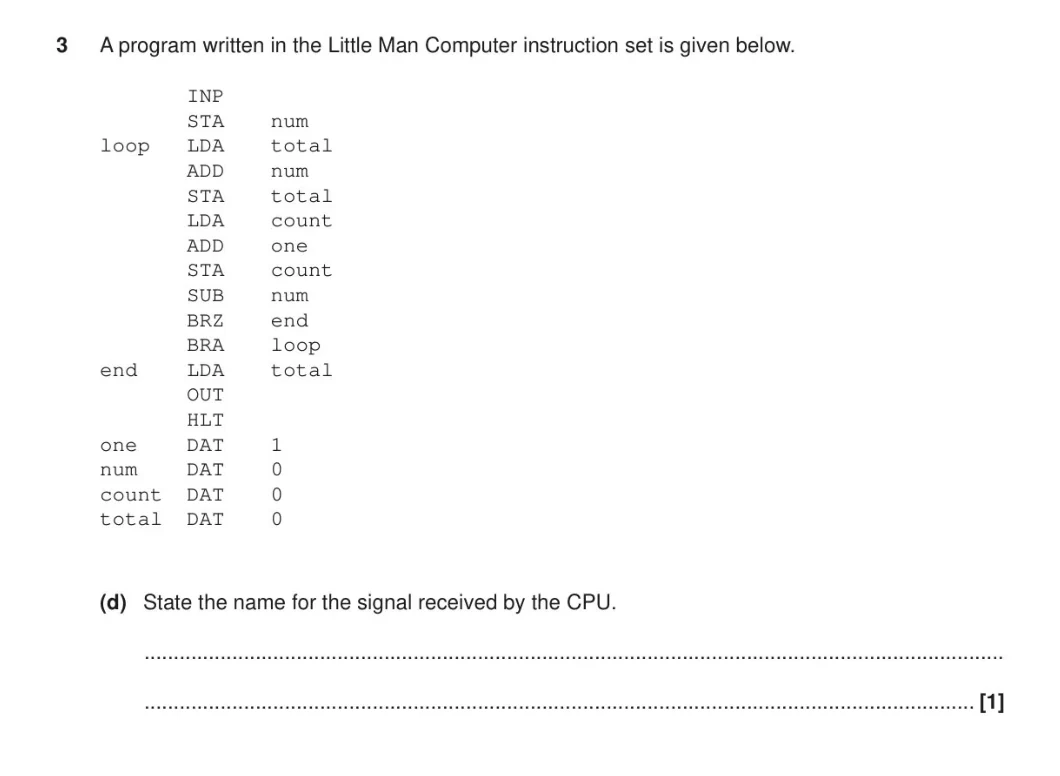 3 A program written in the Little Man Computer instruction set is given below.
INP
STA num
loop LDA total
ADD num
STA total
LDA count
ADD one
STA count
SUB num
BRZ end
BRA loop
end LDA total
OUT
HLT
one DAT 1
num DAT 0
count DAT 0
total DAT 0
(d) State the name for the signal received by the CPU.
[1]